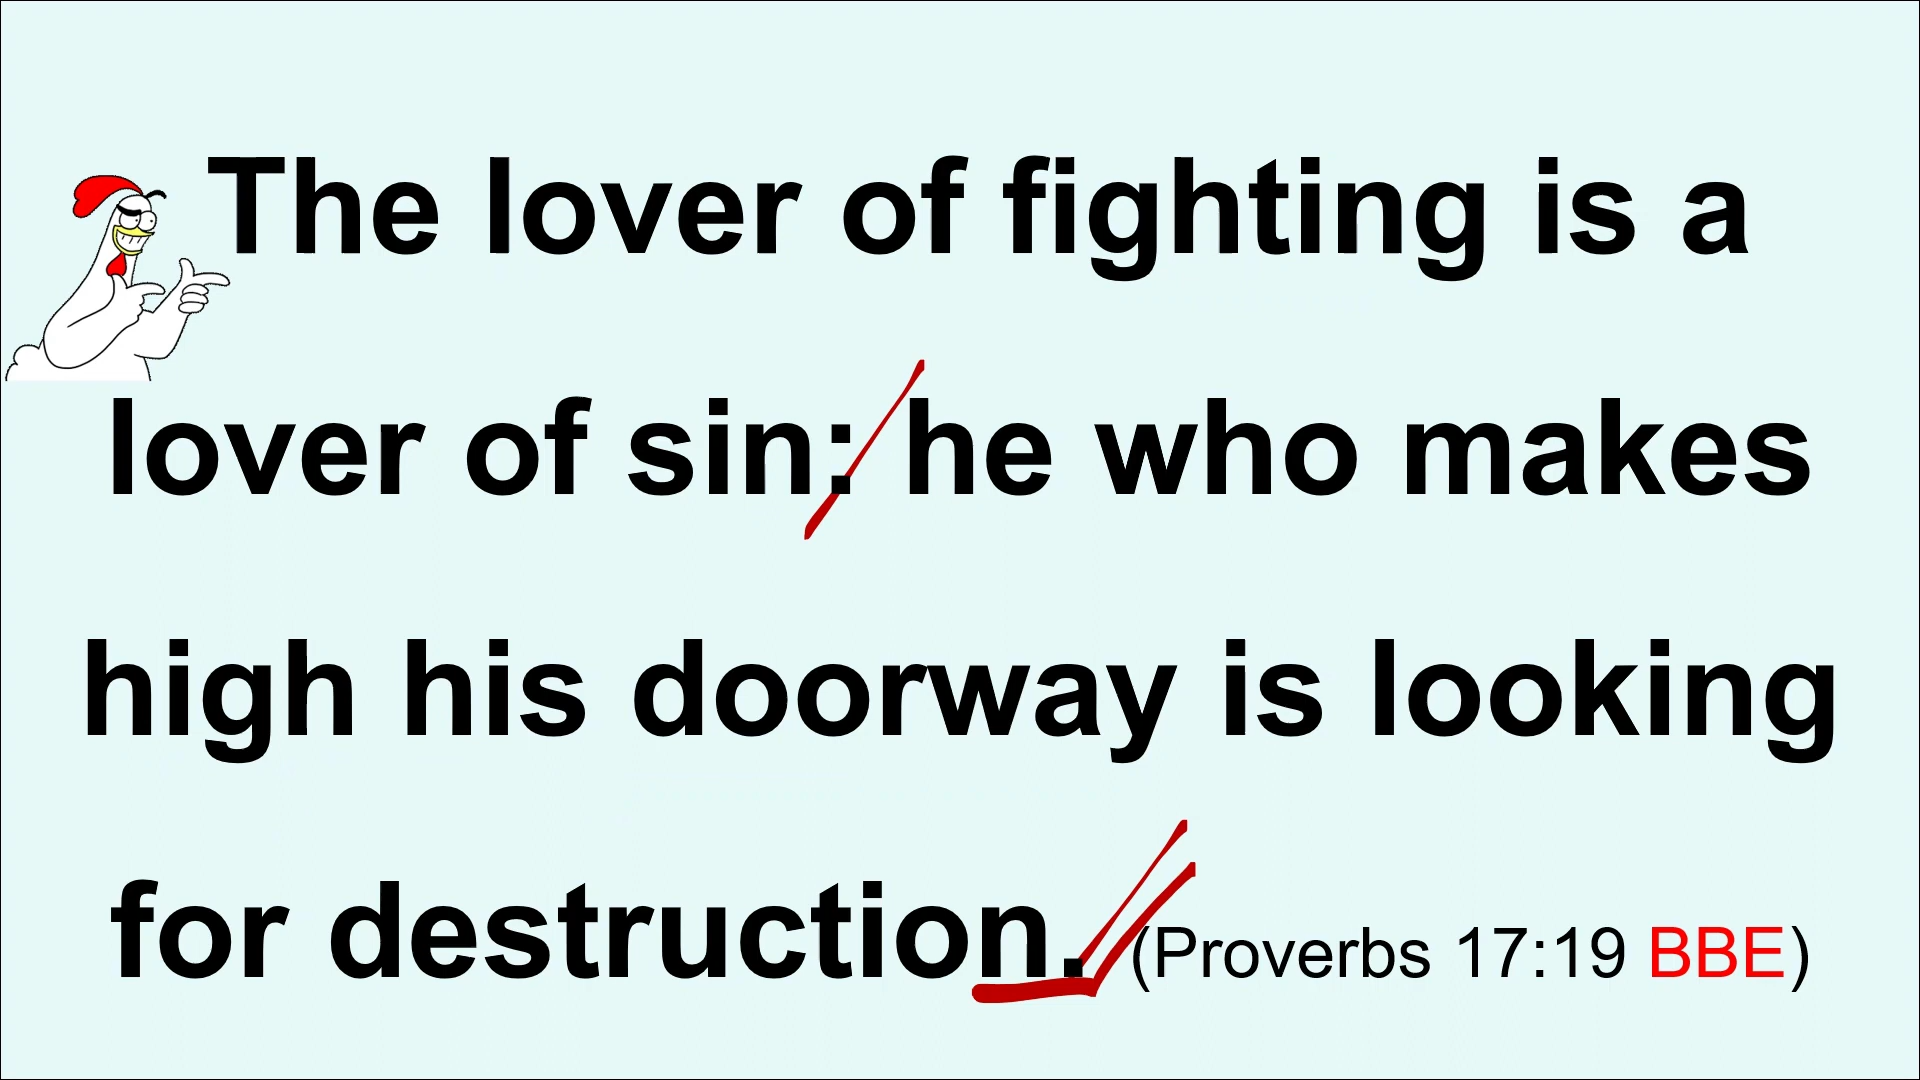 The lover of fighting is a
lover of sin: he who makes
high his doorway is looking
for destruction. (Proverbs 17:19 BBE)